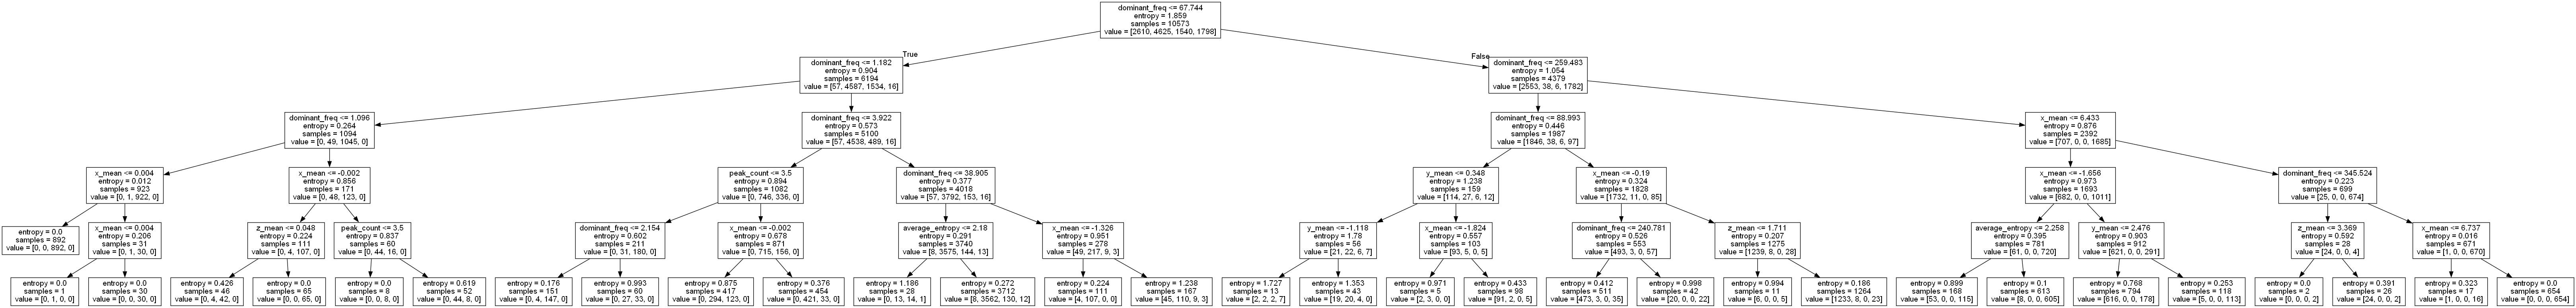 dominant_freq <= 67.744
entropy = 1.859
samples = 10573
value = [2610, 4625, 1540, 1798]
True
False
dominant_freq <= 1.182
entropy = 0.904
samples = 6194
value = [57, 4587, 1534, 16]
dominant_freq <= 259.483
entropy = 1.054
samples = 4379
value = [2553, 38, 6, 1782]
dominant_freq <= 1.096
entropy = 0.264
samples = 1094
value = [0, 49, 1045, 0]
dominant_freq <= 3.922
entropy = 0.573
samples = 5100
value = [57, 4538, 489, 16]
dominant_freq <= 88.993
entropy = 0.446
samples = 1987
value = [1846, 38, 6, 97]
x_mean <= 6.433
entropy = 0.876
samples = 2392
value = [707, 0, 0, 1685]
x_mean <= 0.004
entropy = 0.012
samples = 923
value = [0, 1, 922, 0]
x_mean <= -0.002
entropy = 0.856
samples = 171
value = [0, 48, 123, 0]
peak_count <= 3.5
entropy = 0.894
samples = 1082
value = [0, 746, 336, 0]
dominant_freq <= 38.905
entropy = 0.377
samples = 4018
value = [57, 3792, 153, 16]
y_mean <= 0.348
entropy = 1.238
samples = 159
value = [114, 27, 6, 12]
x_mean <= -0.19
entropy = 0.324
samples = 1828
value = [1732, 11, 0, 85]
x_mean <= -1.656
entropy = 0.973
samples = 1693
value = [682, 0, 0, 1011]
dominant_freq <= 345.524
entropy = 0.223
samples = 699
value = [25, 0, 0, 674]
entropy = 0.0
samples = 892
value = [0, 0, 892, 0]
x_mean <= 0.004
entropy = 0.206
samples = 31
value = [0, 1, 30, 0]
z_mean <= 0.048
entropy = 0.224
samples = 111
value = [0, 4, 107, 0]
peak_count <= 3.5
entropy = 0.837
samples = 60
value = [0, 44, 16, 0]
dominant_freq <= 2.154
entropy = 0.602
samples = 211
value = [0, 31, 180, 0]
x_mean <= -0.002
entropy = 0.678
samples = 871
value = [0, 715, 156, 0]
average_entropy <= 2.18
entropy = 0.291
samples = 3740
value = [8, 3575, 144, 13]
x_mean <= -1.326
entropy = 0.951
samples = 278
value = [49, 217, 9, 3]
y_mean <= -1.118
entropy = 1.78
samples = 56
value = [21, 22, 6, 7]
x_mean <= -1.824
entropy = 0.557
samples = 103
value = [93, 5, 0, 5]
dominant_freq <= 240.781
entropy = 0.526
samples = 553
value = [493, 3, 0, 57]
z_mean <= 1.711
entropy = 0.207
samples = 1275
value = [1239, 8, 0, 28]
average_entropy <= 2.258
entropy = 0.395
samples = 781
value = [61, 0, 0, 720]
y_mean <= 2.476
entropy = 0.903
samples = 912
value = [621, 0, 0, 291]
z_mean <= 3.369
entropy = 0.592
samples = 28
value = [24, 0, 0, 4]
x_mean <= 6.737
entropy = 0.016
samples = 671
value = [1, 0, 0, 670]
entropy = 0.0
samples = 1
value = [0, 1, 0, 0]
entropy = 0.0
samples = 30
value = [0, 0, 30, 0]
entropy = 0.426
samples = 46
value = [0, 4, 42, 0]
entropy = 0.0
samples = 65
value = [0, 0, 65, 0]
entropy = 0.0
samples = 8
value = [0, 0, 8, 0]
entropy = 0.619
samples = 52
value = [0, 44, 8, 0]
entropy = 0.176
samples = 151
value = [0, 4, 147, 0]
entropy = 0.993
samples = 60
value = [0, 27, 33, 0]
entropy = 0.875
samples = 417
value = [0, 294, 123, 0]
entropy = 0.376
samples = 454
value = [0, 421, 33, 0]
entropy = 1.186
samples = 28
value = [0, 13, 14, 1]
entropy = 0.272
samples = 3712
value = [8, 3562, 130, 12]
entropy = 0.224
samples = 111
value = [4, 107, 0, 0]
entropy = 1.238
samples = 167
value = [45, 110, 9, 3]
entropy = 1.727
samples = 13
value = [2, 2, 2, 7]
entropy = 1.353
samples = 43
value = [19, 20, 4, 0]
entropy = 0.971
samples = 5
value = [2, 3, 0, 0]
entropy = 0.433
samples = 98
value = [91, 2, 0, 5]
entropy = 0.412
samples = 511
value = [473, 3, 0, 35]
entropy = 0.998
samples = 42
value = [20, 0, 0, 22]
entropy = 0.994
samples = 11
value = [6, 0, 0, 5]
entropy = 0.186
samples = 1264
value = [1233, 8, 0, 23]
entropy = 0.899
samples = 168
value = [53, 0, 0, 115]
entropy = 0.1
samples = 613
value = [8, 0, 0, 605]
entropy = 0.768
samples = 794
value = [616, 0, 0, 178]
entropy = 0.253
samples = 118
value = [5, 0, 0, 113]
entropy = 0.0
samples = 2
value = [0, 0, 0, 2]
entropy = 0.391
samples = 26
value = [24, 0, 0, 2]
entropy = 0.323
samples = 17
value = [1, 0, 0, 16]
entropy = 0.0
samples = 654
value = [0, 0, 0, 654]